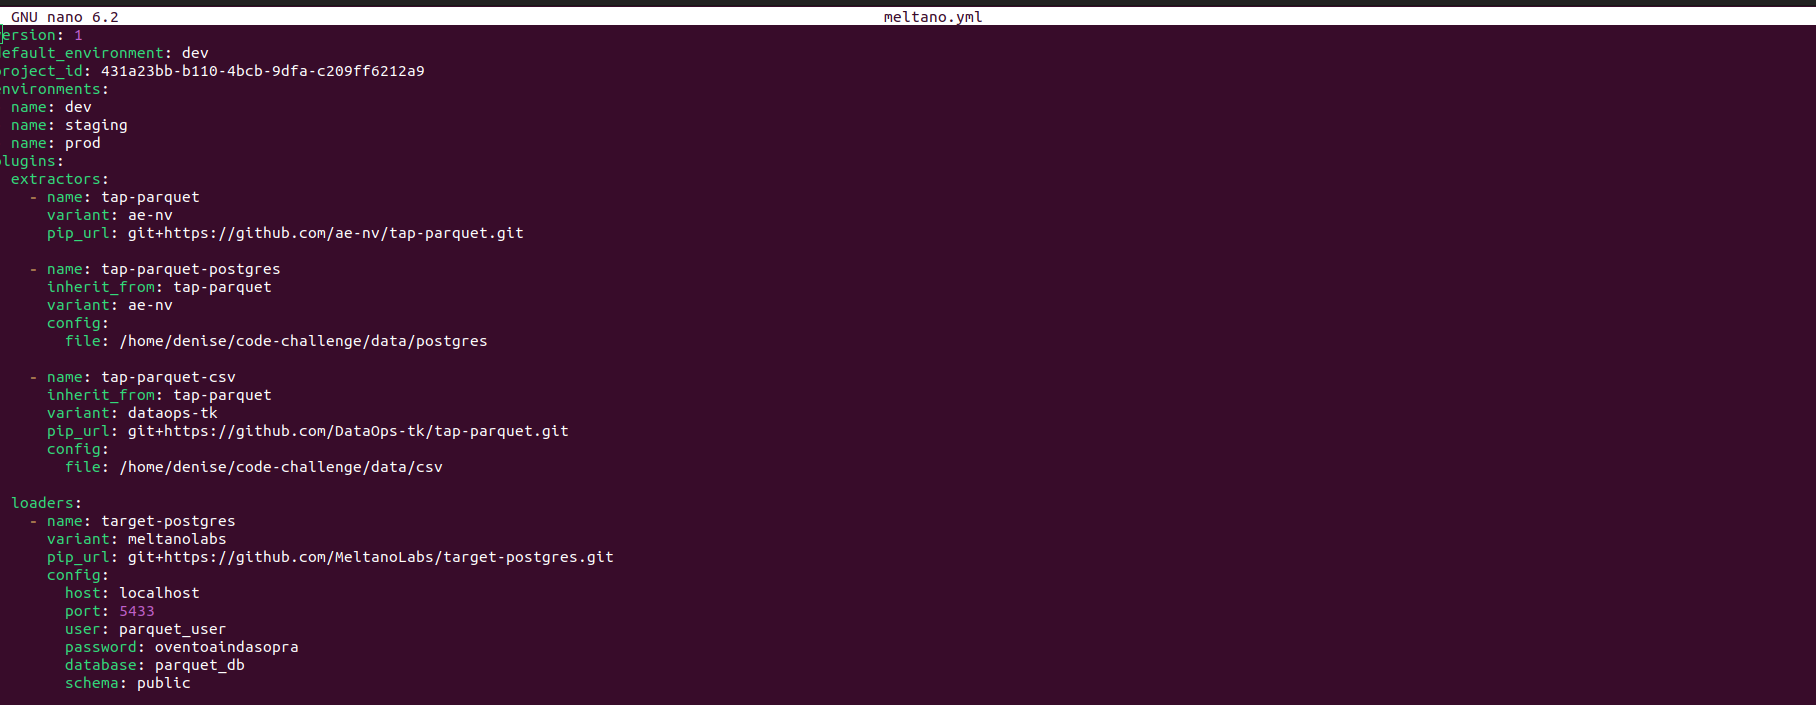 GNU nano 6.2 meltano.yml
version: 1
default_environment: dev
project_id: 431a23bb-b110-4bcb-9dfa-c209ff6212a9
environments:
name: dev
name: staging
name: prod
plugins:
extractors:
- name: tap-parquet
variant: ae-nv
pip_url: git+https://github.com/ae-nv/tap-parquet.git
- name: tap-parquet-postgres
inherit_from: tap-parquet
variant: ae-nv
config:
file: /home/denise/code-challenge/data/postgres
- name: tap-parquet-csv
inherit_from: tap-parquet
variant: dataops-tk
pip_url: git+https://github.com/DataOps-tk/tap-parquet.git
config:
file: /home/denise/code-challenge/data/csv
loaders:
- name: target-postgres
variant: meltanolabs
pip_url: git+https://github.com/MeltanoLabs/target-postgres.git
config:
host: localhost
port: 5433
user: parquet_user
password: oventoaindasopra
database: parquet_db
schema: public